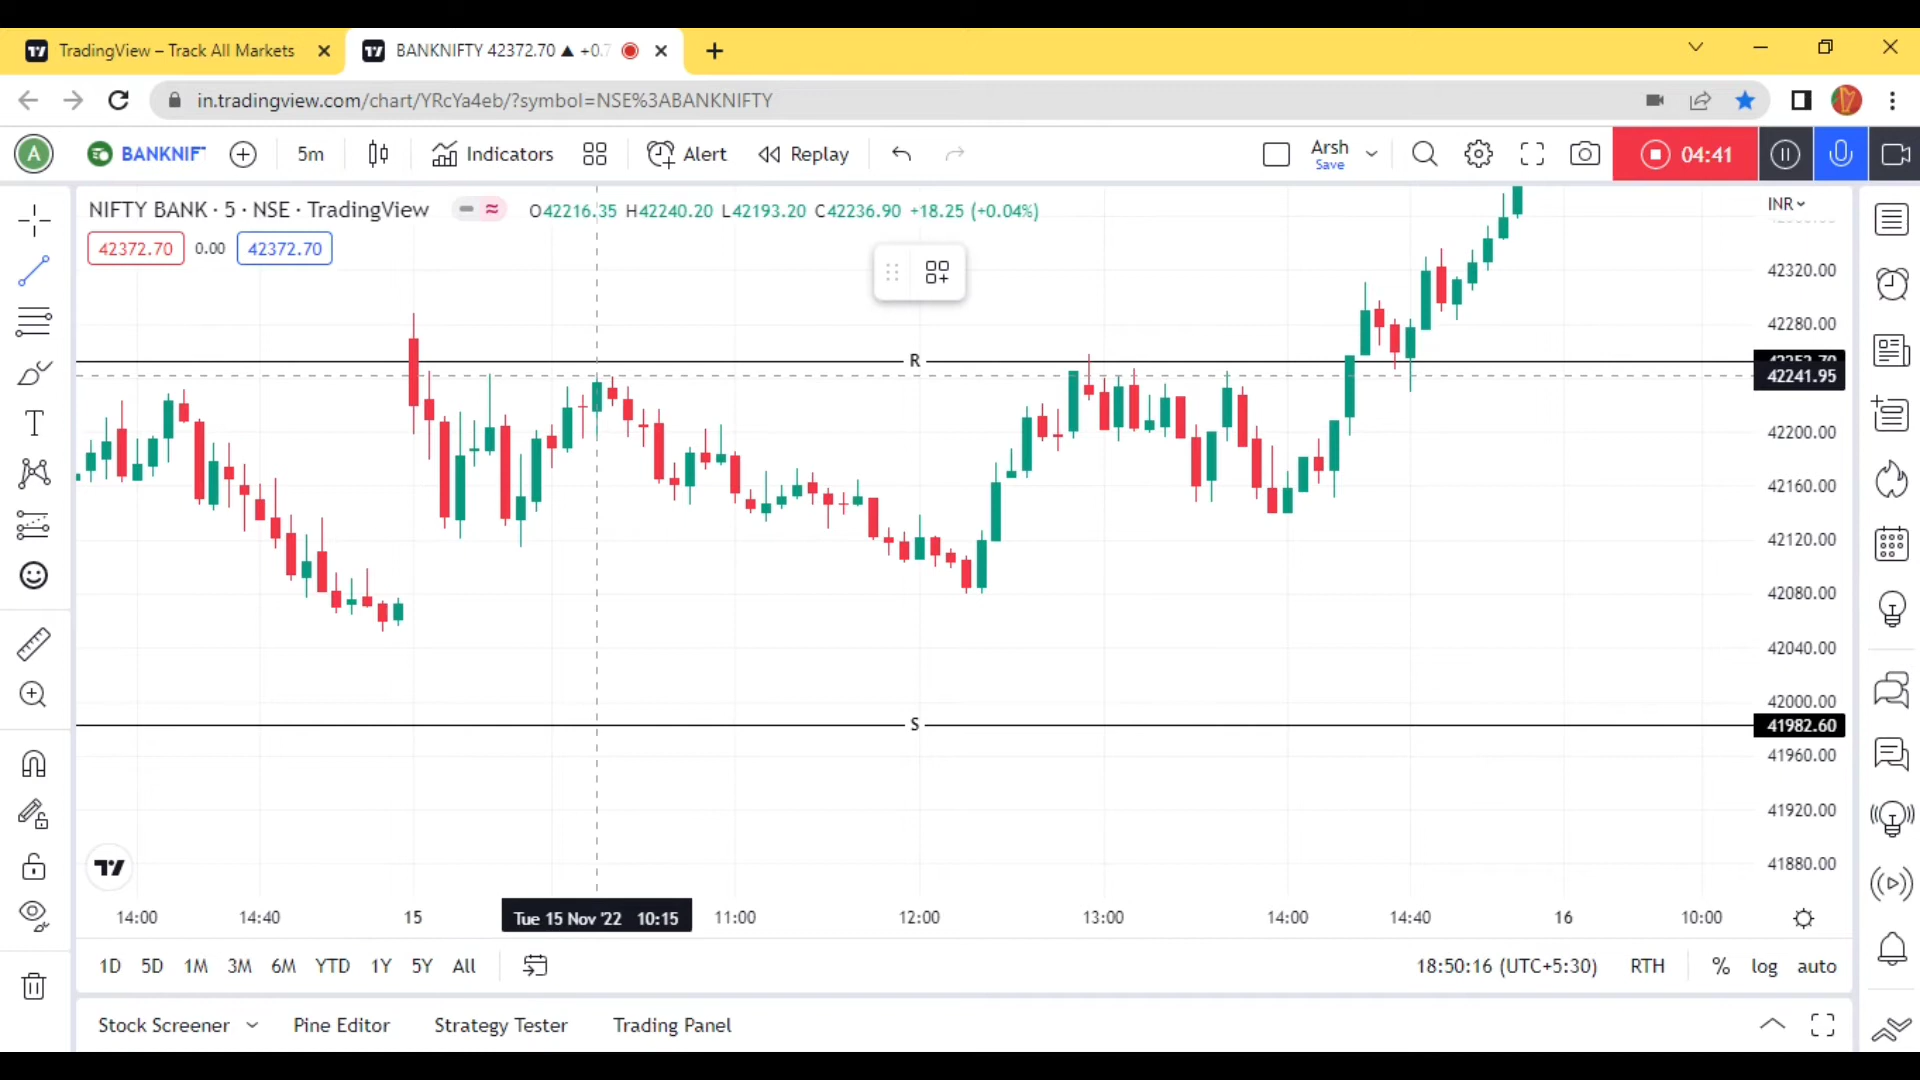 TradingView – Track All Markets
BANKNIFTY 42372.70 ▲ +0.7
in.tradingview.com/chart/YRcYa4eb/?symbol=NSE%3ABANKNIFTY
A BANKNIF 5m Indicators Alert Replay Arsh Save 04:41
NIFTY BANK · 5 · NSE · TradingView O42216.35 H42240.20 L42193.20 C42236.90 +18.25 (+0.04%) INR
42372.70 0.00 42372.70
42320.00
42280.00
R
42241.95
42200.00
42160.00
42120.00
42080.00
42040.00
42000.00
S 41982.60
41960.00
41920.00
41880.00
14:00 14:40 15 Tue 15 Nov '22 10:15 11:00 12:00 13:00 14:00 14:40 16 10:00
1D 5D 1M 3M 6M YTD 1Y 5Y All 18:50:16 (UTC+5:30) RTH % log auto
Stock Screener Pine Editor Strategy Tester Trading Panel